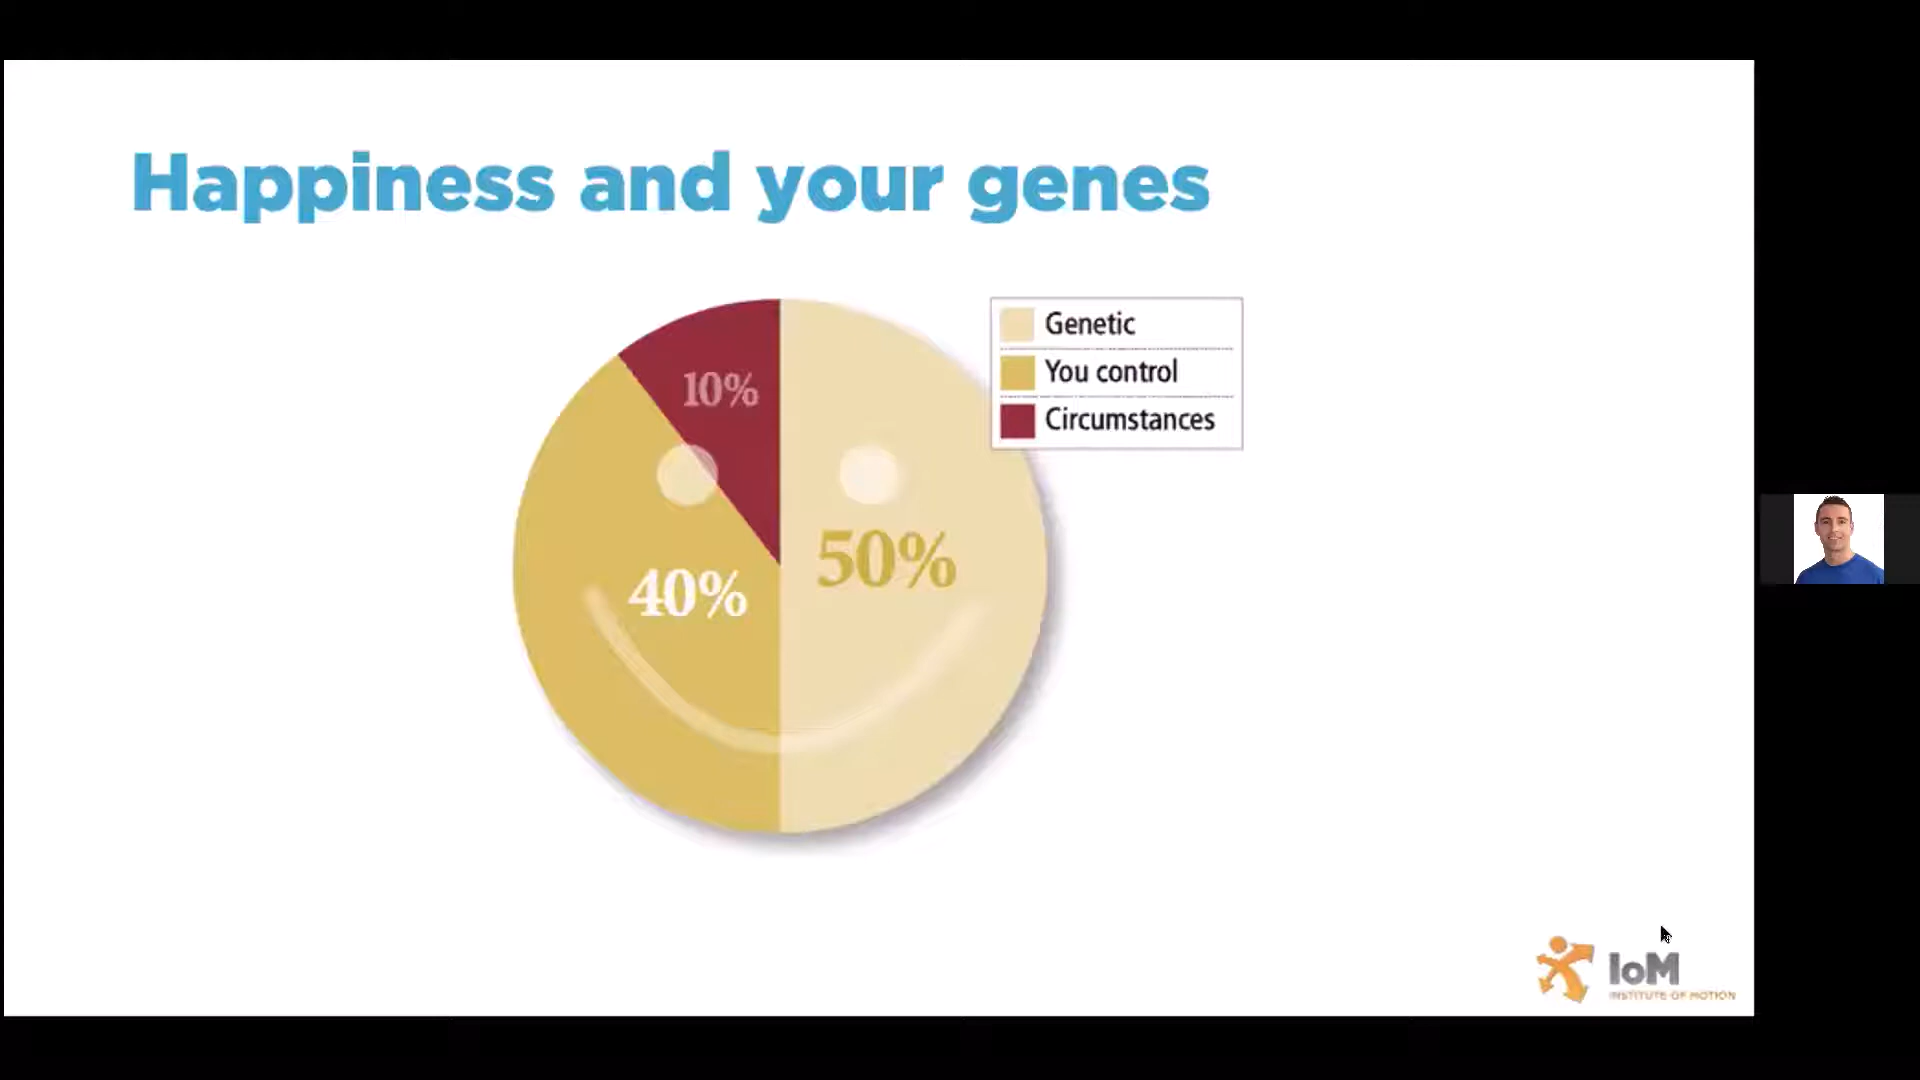 Happiness and your genes
Genetic
You control
Circumstances
10%
50%
40%
IoM
INSTITUTE OF MOTION